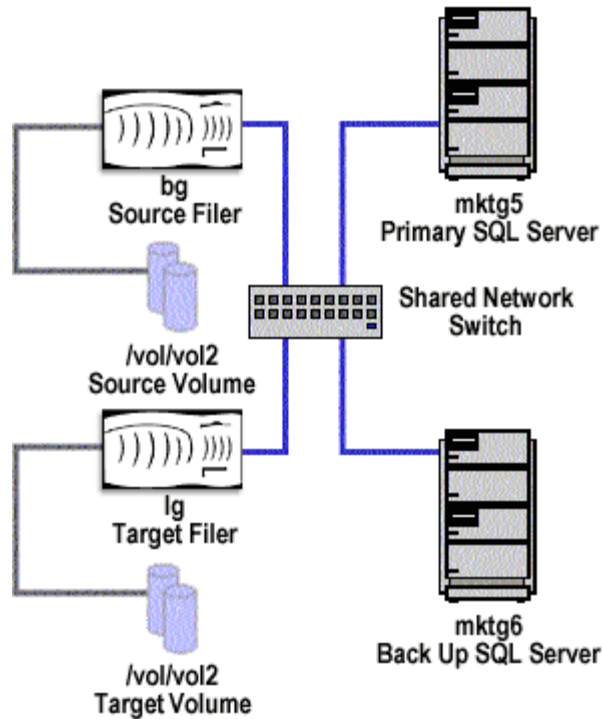 bg
Source Filer
mktg5
Primary SQL Server
Shared Network
Switch
/vol/vol2
Source Volume
lg
Target Filer
mktg6
Back Up SQL Server
/vol/vol2
Target Volume